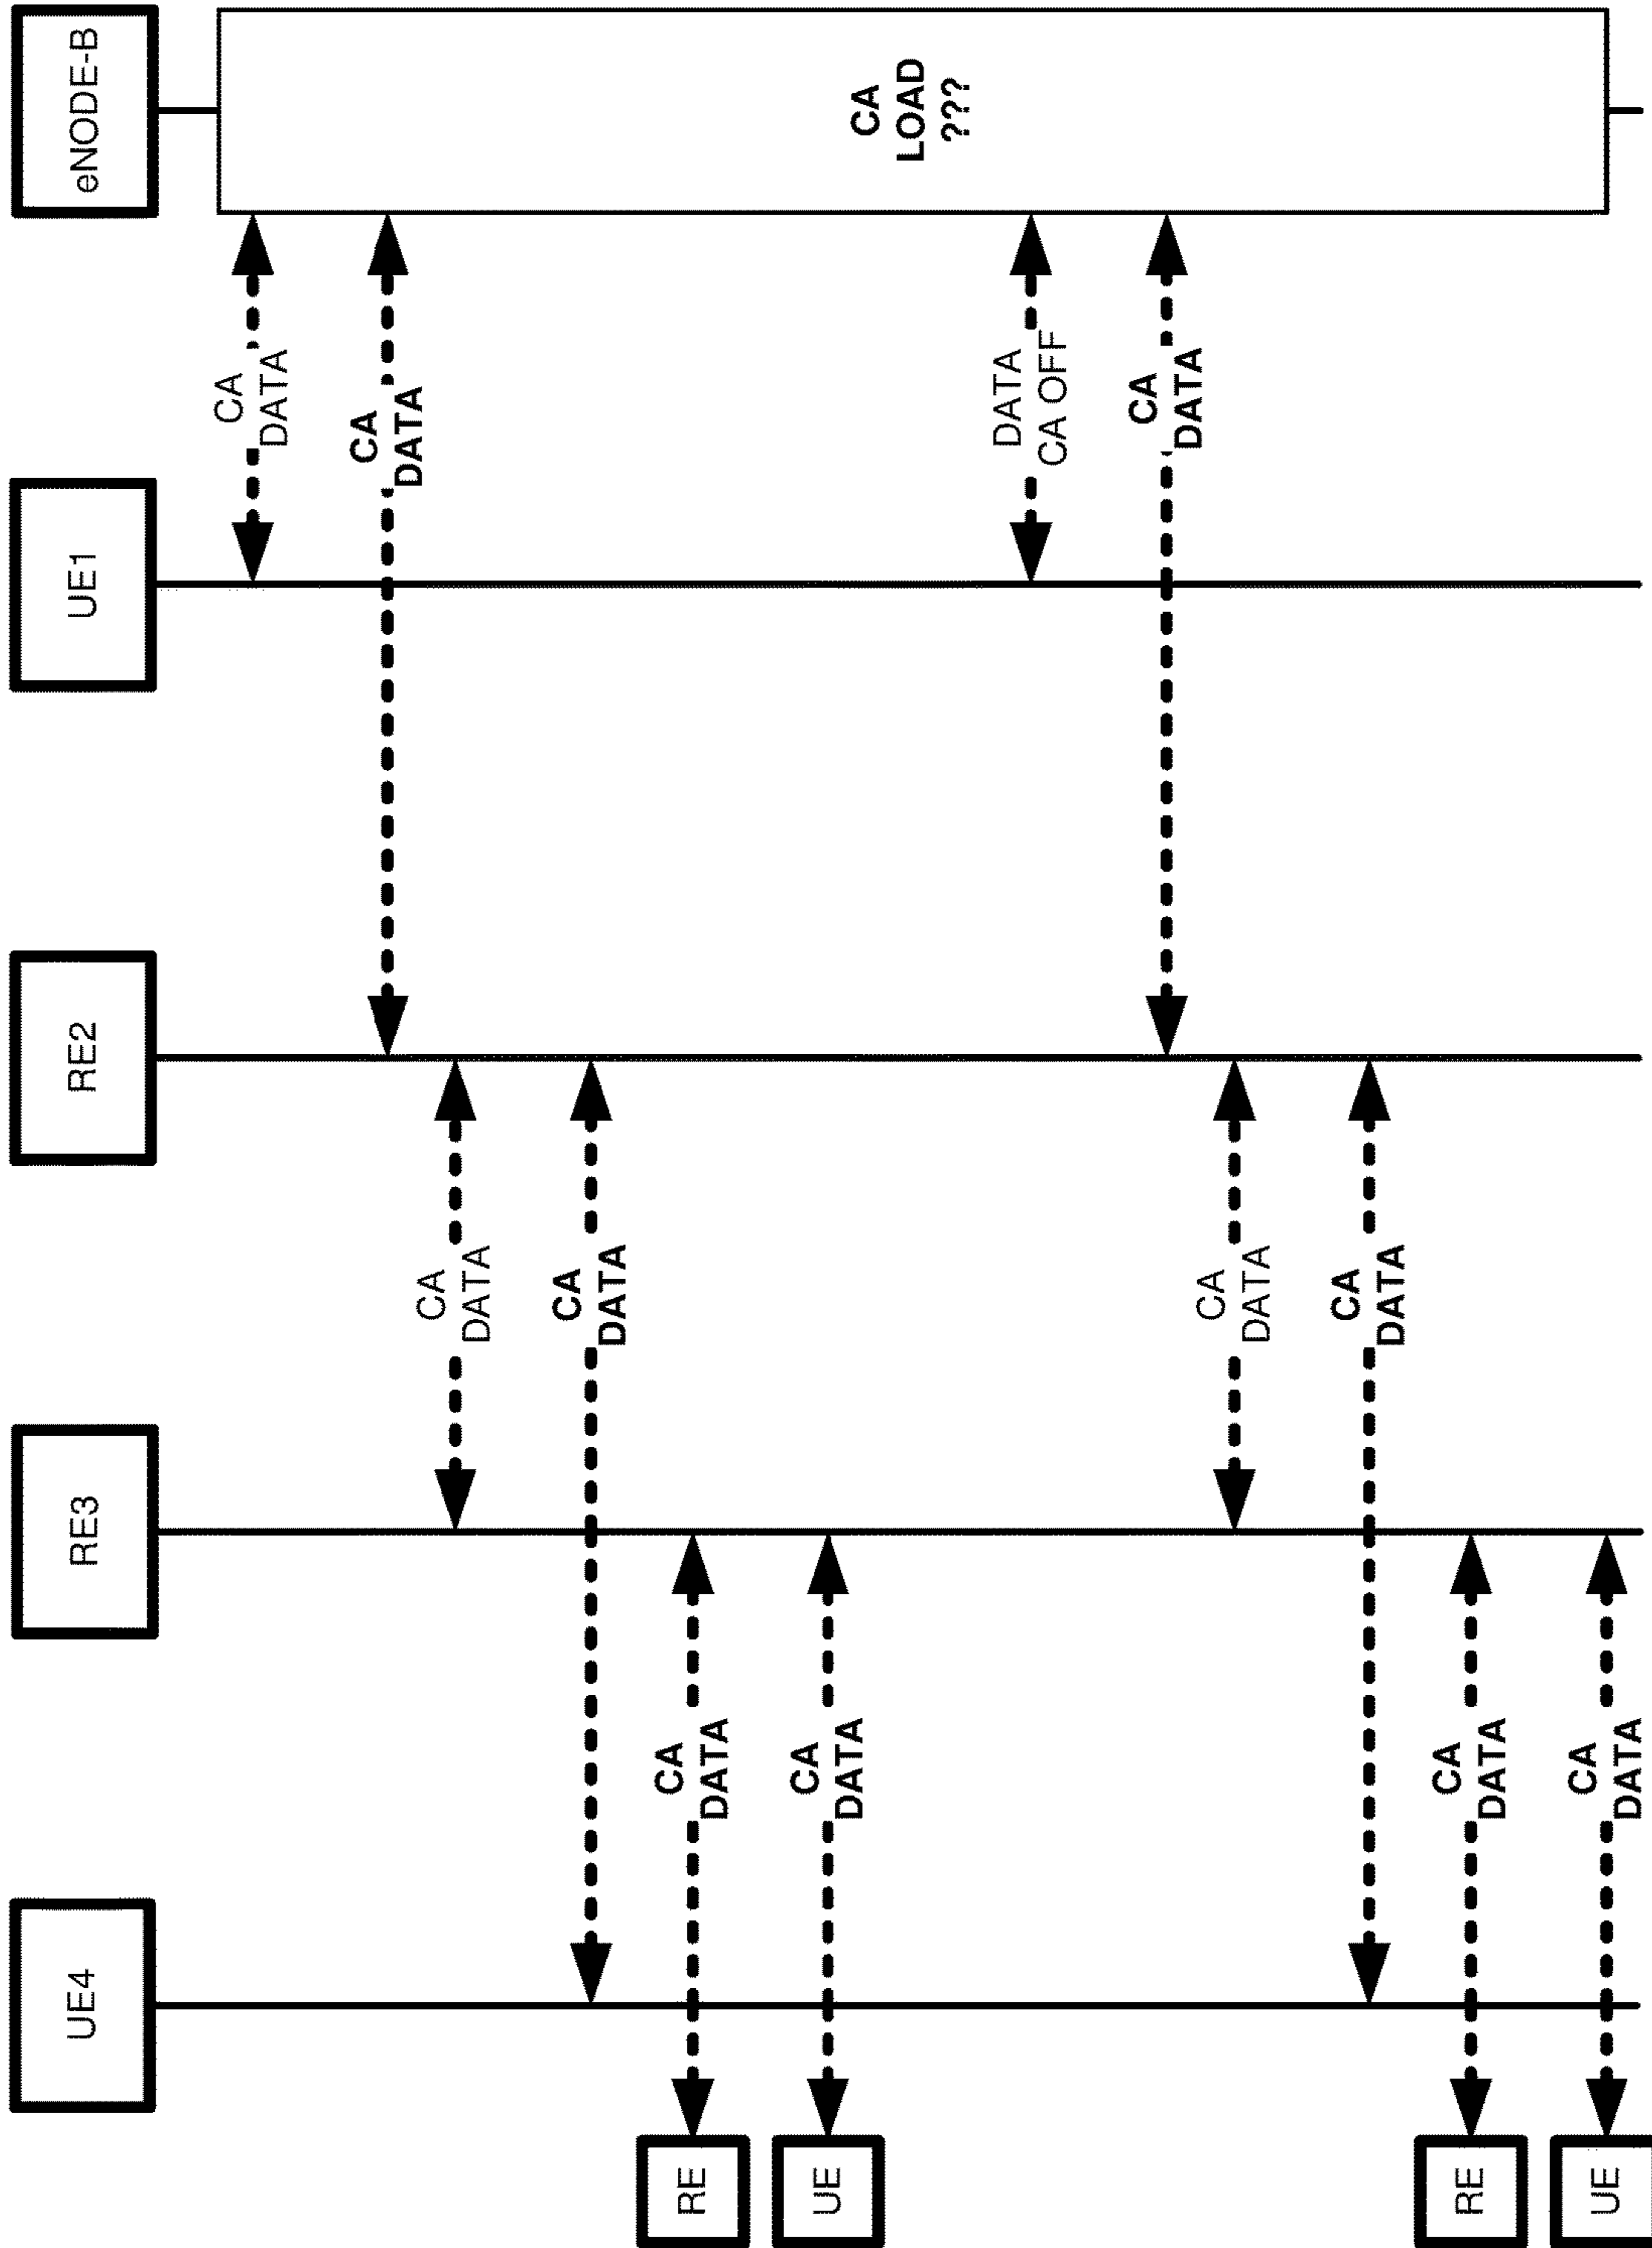 UE4
RE3
RE2
UE1
eNODE-B
CA
DATA
CA
DATA
CA
DATA
CA
DATA
RE
CA
DATA
UE
CA
DATA
CA
LOAD
???
DATA
CA OFF
CA
DATA
CA
DATA
CA
DATA
RE
CA
DATA
UE
CA
DATA